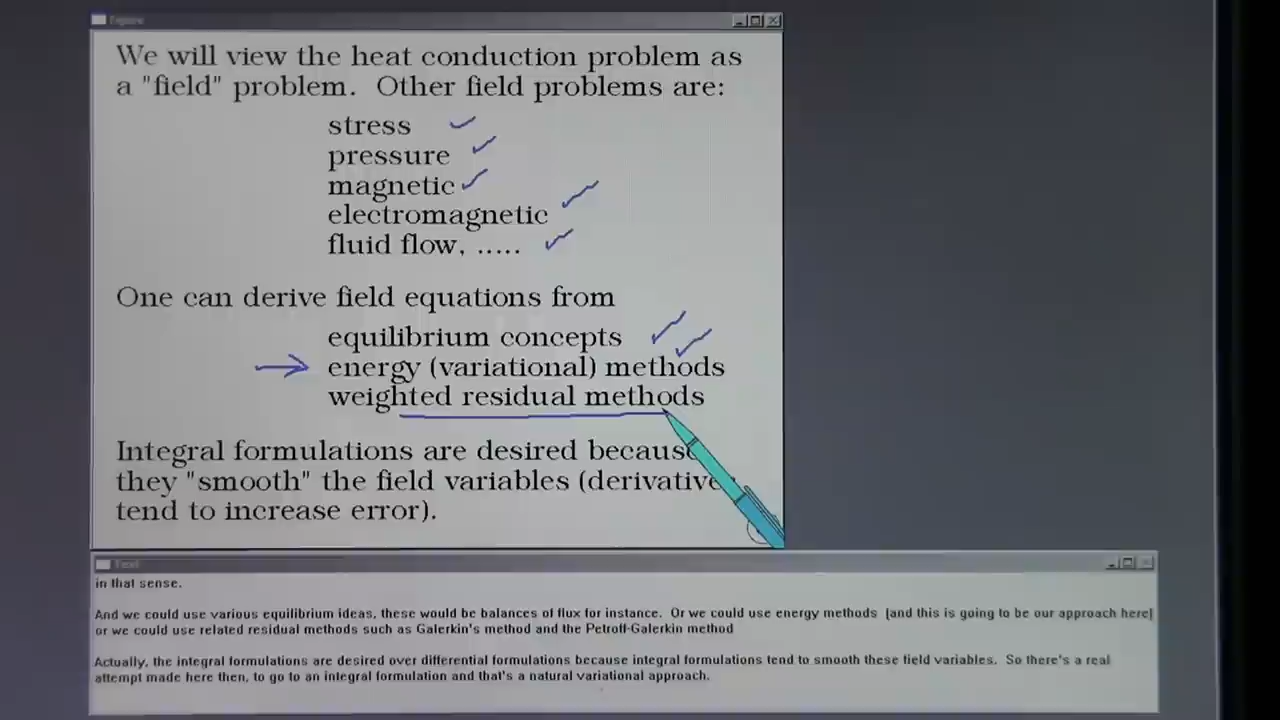 Figure
We will view the heat conduction problem as
a "field" problem. Other field problems are:
stress
pressure
magnetic
electromagnetic
fluid flow, .....
One can derive field equations from
equilibrium concepts
energy (variational) methods
weighted residual methods
Integral formulations are desired because
they "smooth" the field variables (derivative
tend to increase error).
Text
in that sense.
And we could use various equilibrium ideas, these would be balances of flux for instance. Or we could use energy methods (and this is going to be our approach here)
or we could use related residual methods such as Galerkin's method and the Petroff-Galerkin method
Actually, the integral formulations are desired over differential formulations because integral formulations tend to smooth these field variables. So there's a real
attempt made here then, to go to an integral formulation and that's a natural variational approach.